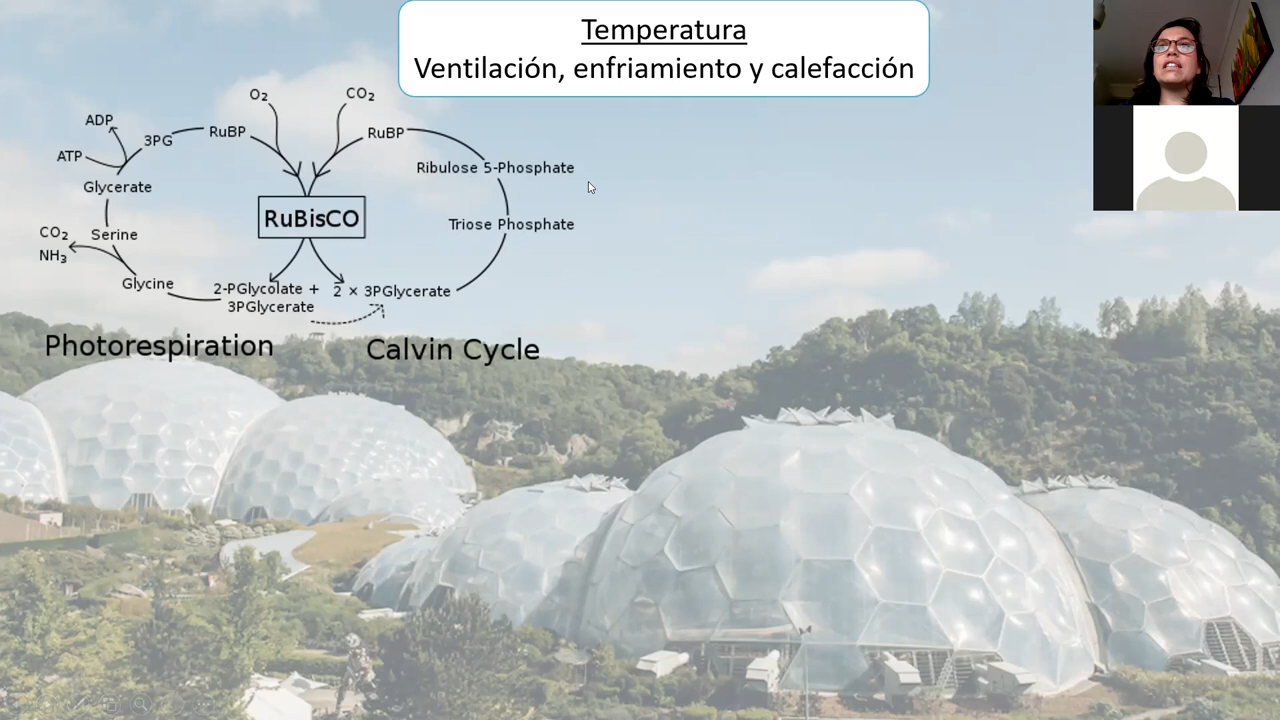 Temperatura
Ventilación, enfriamiento y calefacción
O2
CO2
ADP
3PG
RuBP
RuBP
ATP
Ribulose 5-Phosphate
Glycerate
RuBisCO
Triose Phosphate
CO2
Serine
NH3
Glycine
2-PGlycolate +
2 × 3PGlycerate
3PGlycerate
Photorespiration
Calvin Cycle